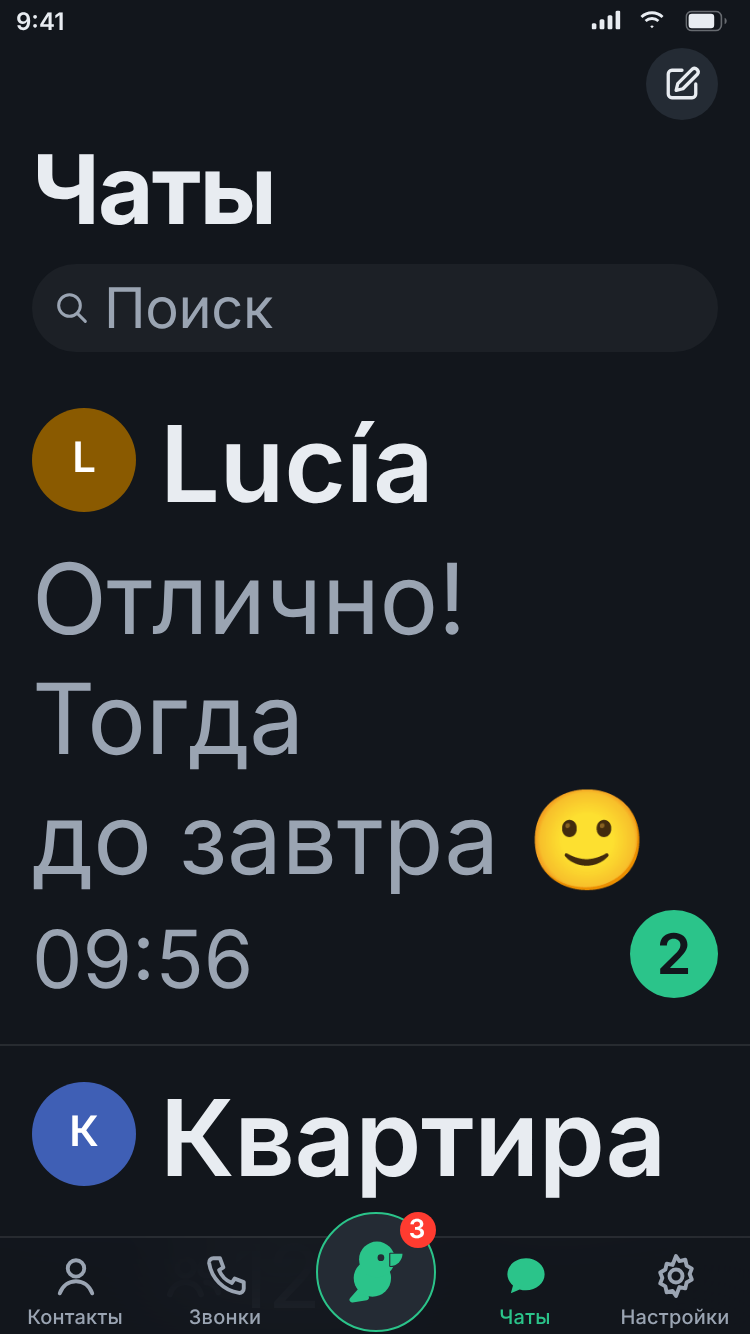 9:41
Чаты
Поиск
L
Lucía
Отлично!
Тогда
до завтра 🙂
09:56
2
К
Квартира
3
Контакты
Звонки
Чаты
Настройки